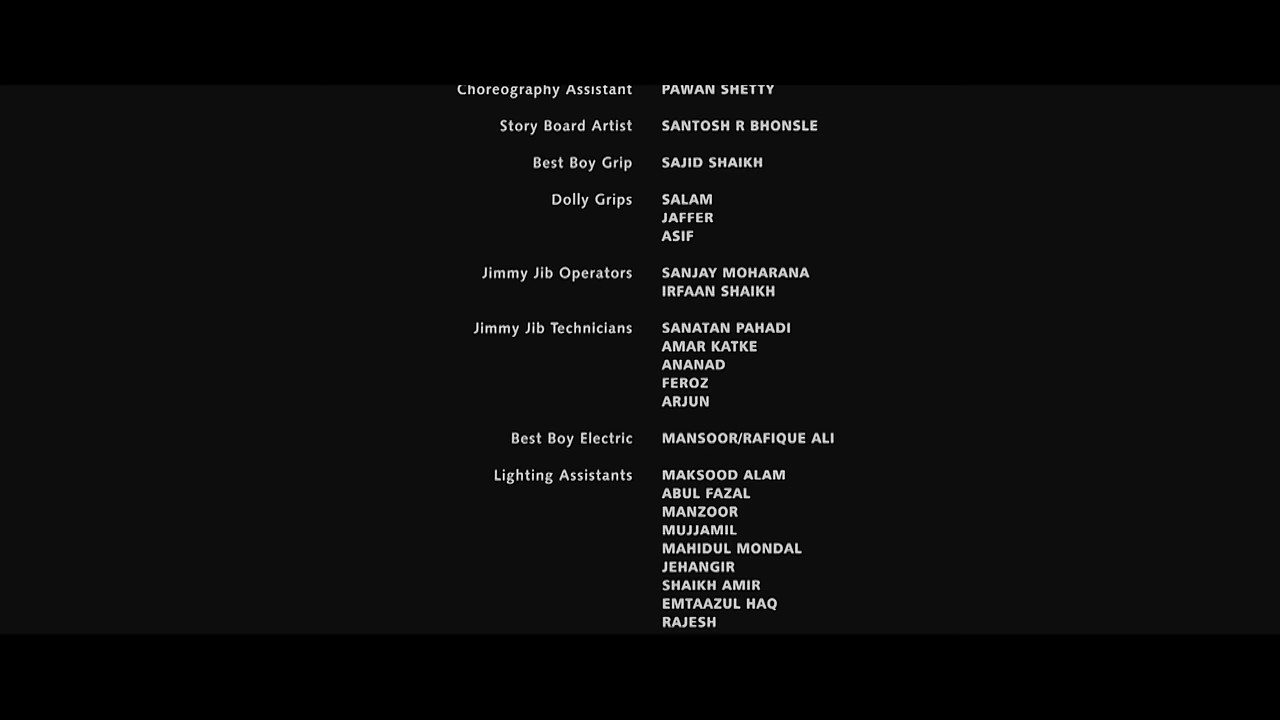 Choreography Assistant PAWAN SHETTY
Story Board Artist SANTOSH R BHONSLE
Best Boy Grip SAJID SHAIKH
Dolly Grips SALAM
JAFFER
ASIF
Jimmy Jib Operators SANJAY MOHARANA
IRFAAN SHAIKH
Jimmy Jib Technicians SANATAN PAHADI
AMAR KATKE
ANANAD
FEROZ
ARJUN
Best Boy Electric MANSOOR/RAFIQUE ALI
Lighting Assistants MAKSOOD ALAM
ABUL FAZAL
MANZOOR
MUJJAMIL
MAHIDUL MONDAL
JEHANGIR
SHAIKH AMIR
EMTAAZUL HAQ
RAJESH